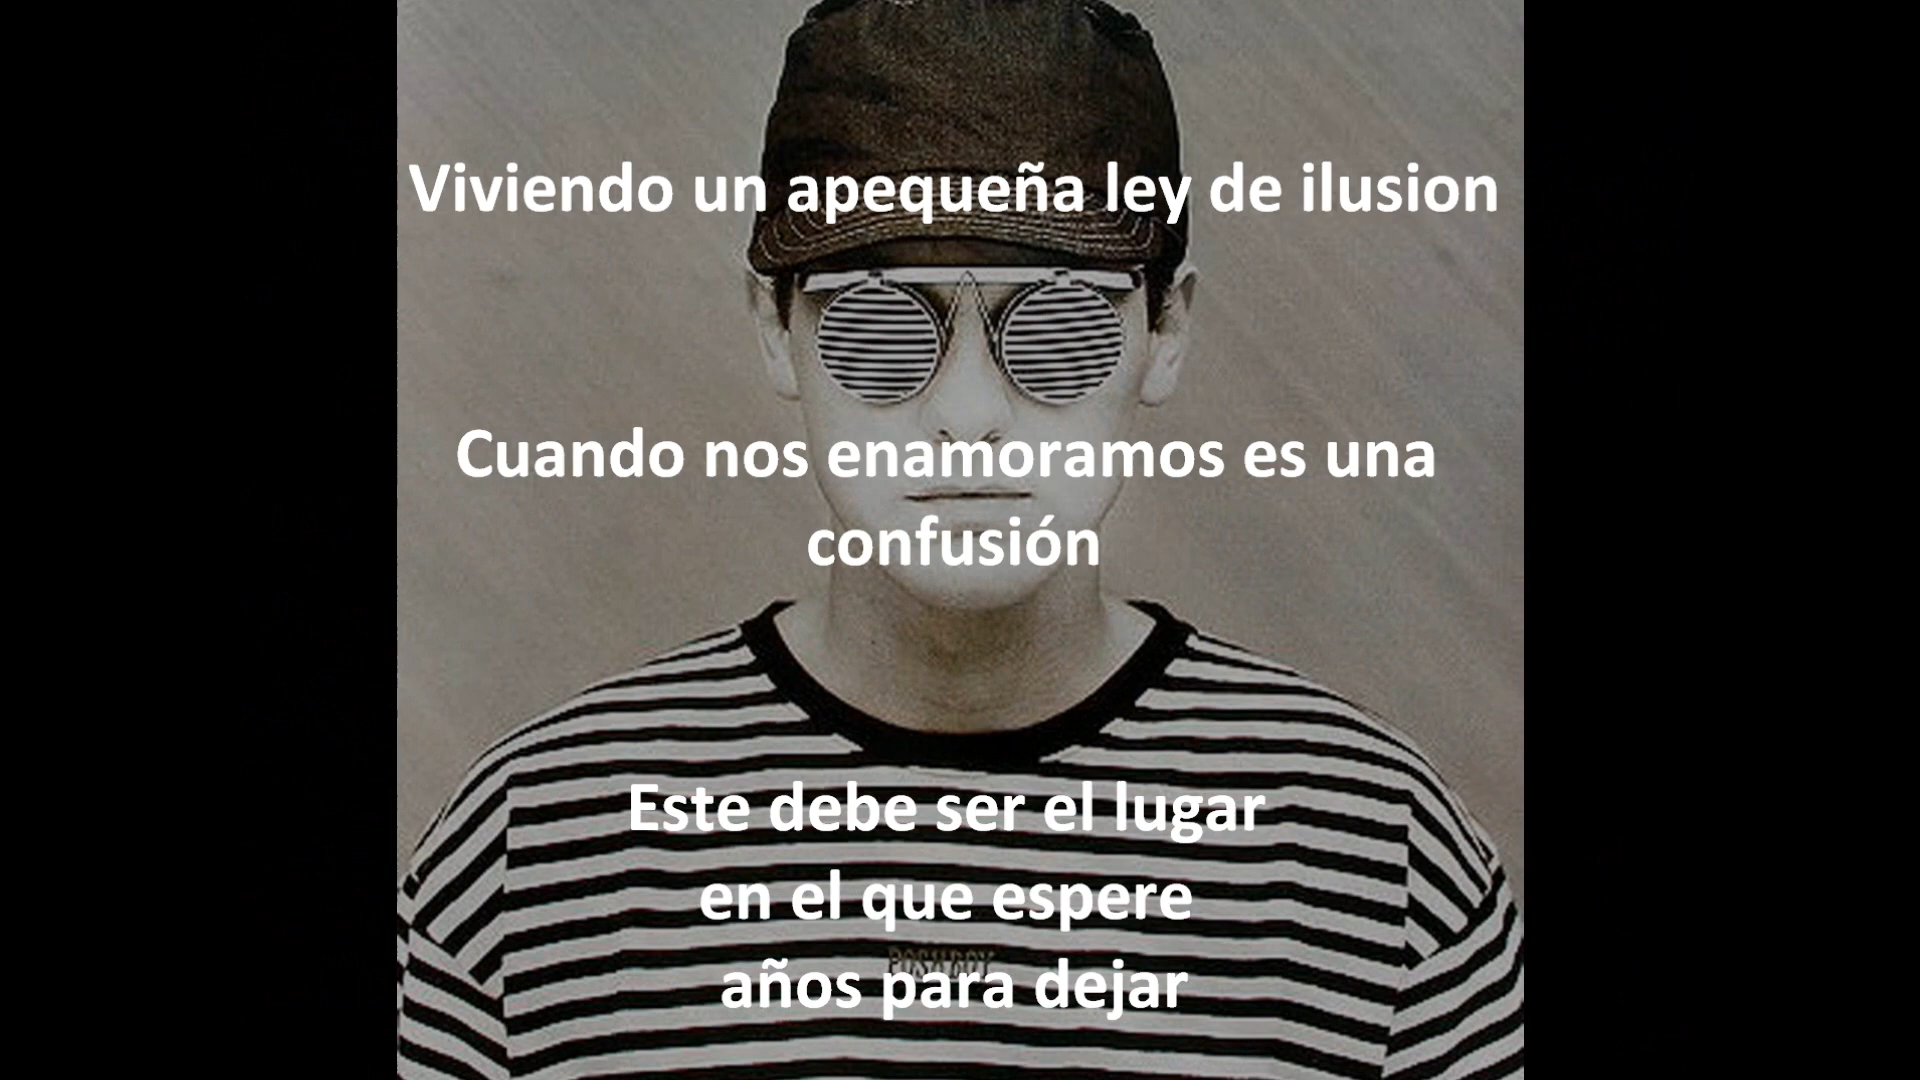 Viviendo un apequeña ley de ilusion
Cuando nos enamoramos es una
confusión
Este debe ser el lugar
en el que espere
años para dejar